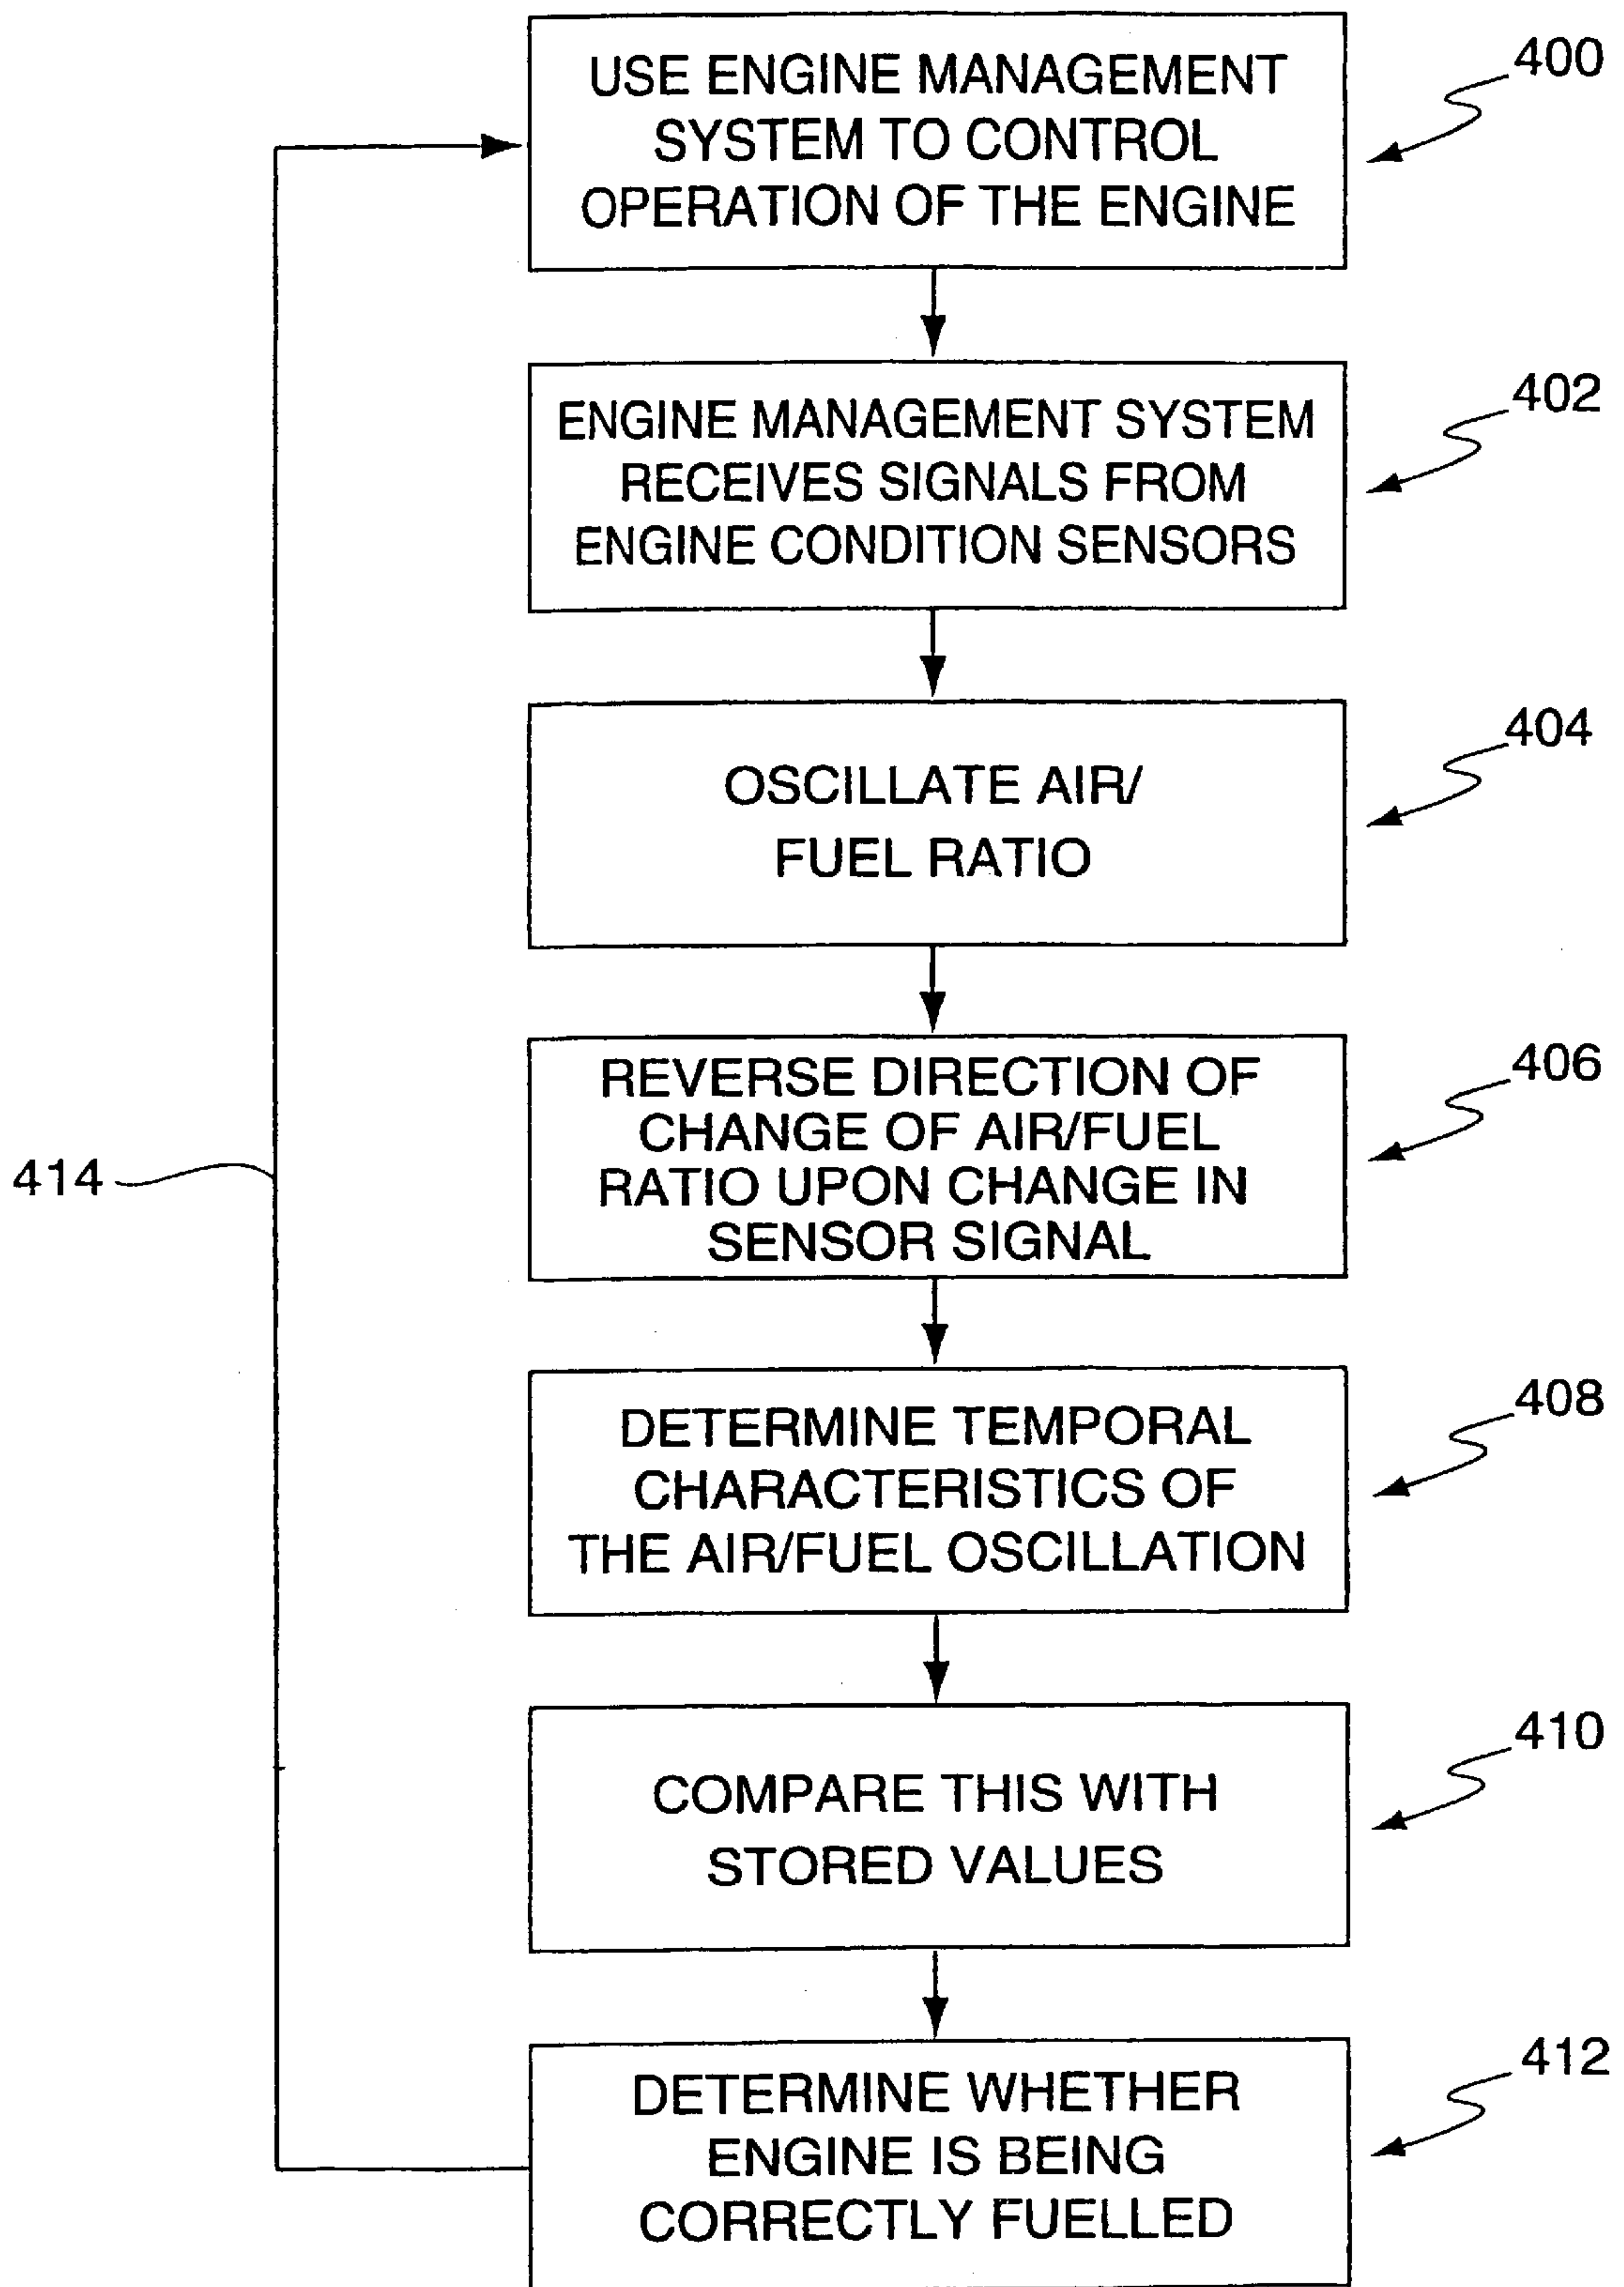 USE ENGINE MANAGEMENT
SYSTEM TO CONTROL
OPERATION OF THE ENGINE
400
ENGINE MANAGEMENT SYSTEM
RECEIVES SIGNALS FROM
ENGINE CONDITION SENSORS
402
OSCILLATE AIR/
FUEL RATIO
404
REVERSE DIRECTION OF
CHANGE OF AIR/FUEL
RATIO UPON CHANGE IN
SENSOR SIGNAL
406
414
DETERMINE TEMPORAL
CHARACTERISTICS OF
THE AIR/FUEL OSCILLATION
408
COMPARE THIS WITH
STORED VALUES
410
DETERMINE WHETHER
ENGINE IS BEING
CORRECTLY FUELLED
412